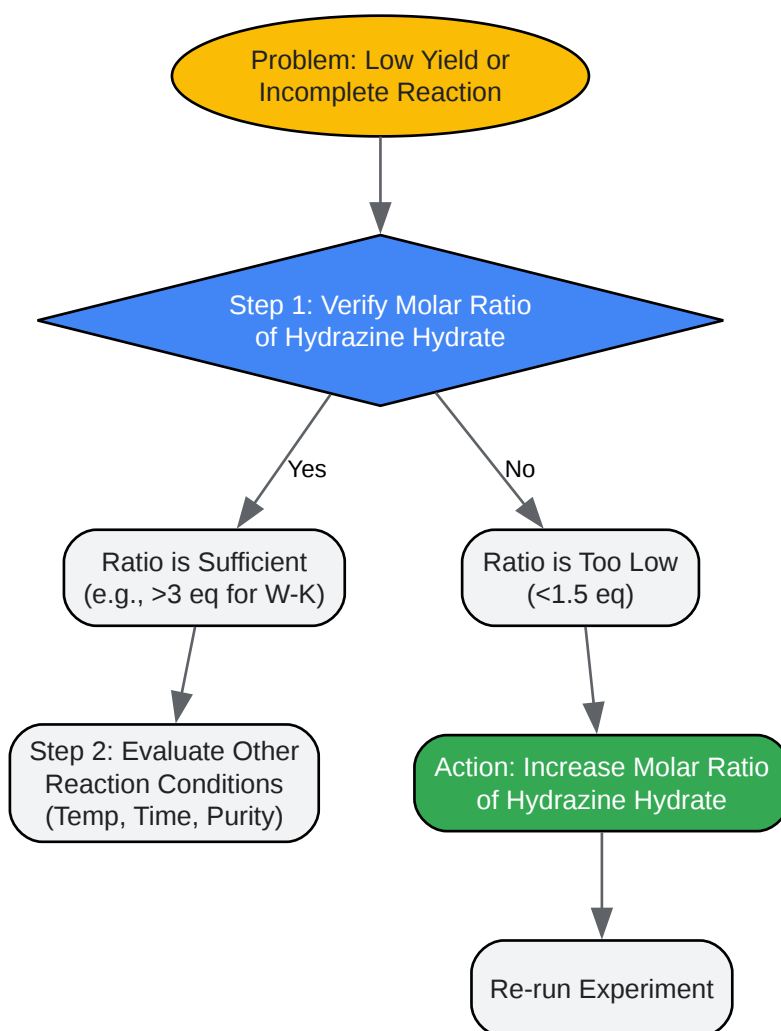 Problem: Low Yield or
Incomplete Reaction
Step 1: Verify Molar Ratio
of Hydrazine Hydrate
Yes
No
Ratio is Sufficient
(e.g., >3 eq for W-K)
Ratio is Too Low
(<1.5 eq)
Step 2: Evaluate Other
Reaction Conditions
(Temp, Time, Purity)
Action: Increase Molar Ratio
of Hydrazine Hydrate
Re-run Experiment